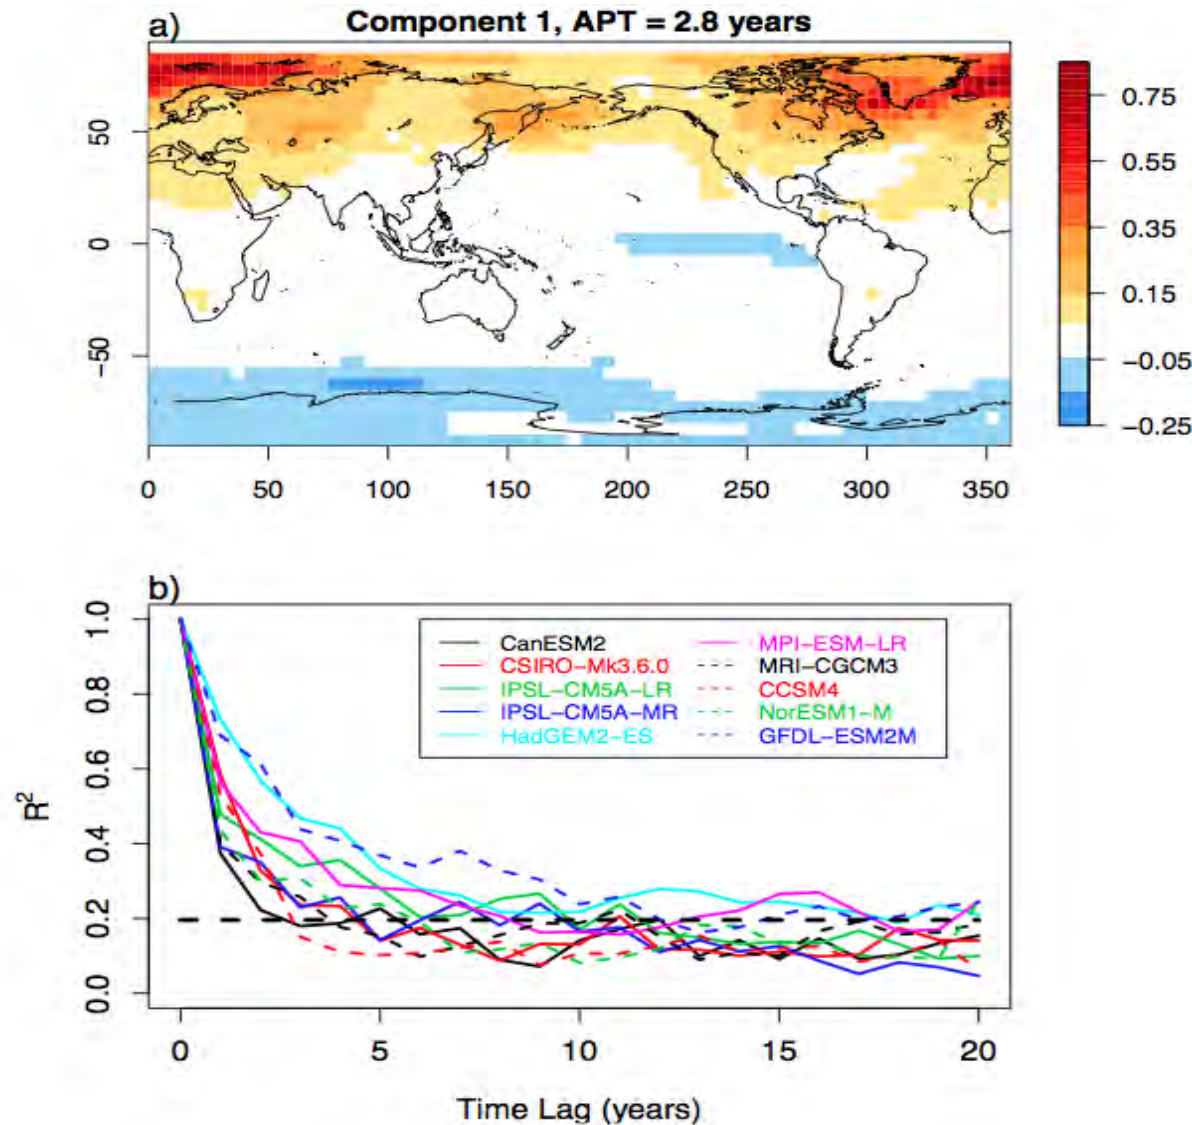 a)
Component 1, APT = 2.8 years
50
0
−50
0 50 100 150 200 250 300 350
0.75
0.55
0.35
0.15
−0.05
−0.25
b)
1.0
0.8
0.6
0.4
0.2
0.0
R²
CanESM2
CSIRO−Mk3.6.0
IPSL−CM5A−LR
IPSL−CM5A−MR
HadGEM2−ES
MPI−ESM−LR
MRI−CGCM3
CCSM4
NorESM1−M
GFDL−ESM2M
0 5 10 15 20
Time Lag (years)